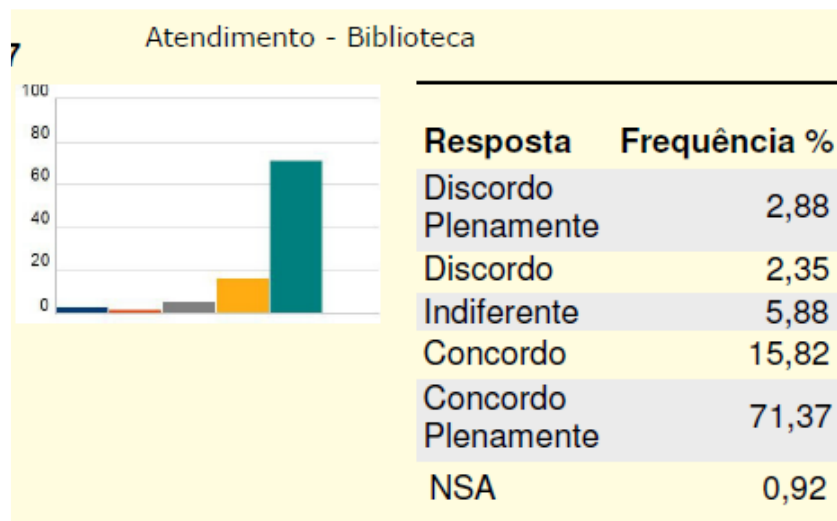 7
Atendimento - Biblioteca
100
80
60
40
20
0
Resposta Frequência %
Discordo
Plenamente 2,88
Discordo 2,35
Indiferente 5,88
Concordo 15,82
Concordo
Plenamente 71,37
NSA 0,92